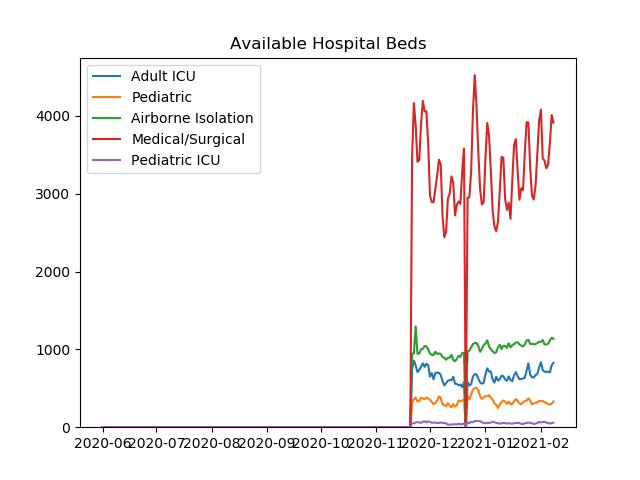 Available Hospital Beds
Adult ICU
Pediatric
Airborne Isolation
Medical/Surgical
Pediatric ICU
4000
3000
2000
1000
0
2020-06 2020-07 2020-08 2020-09 2020-10 2020-11 2020-12 2021-01 2021-02